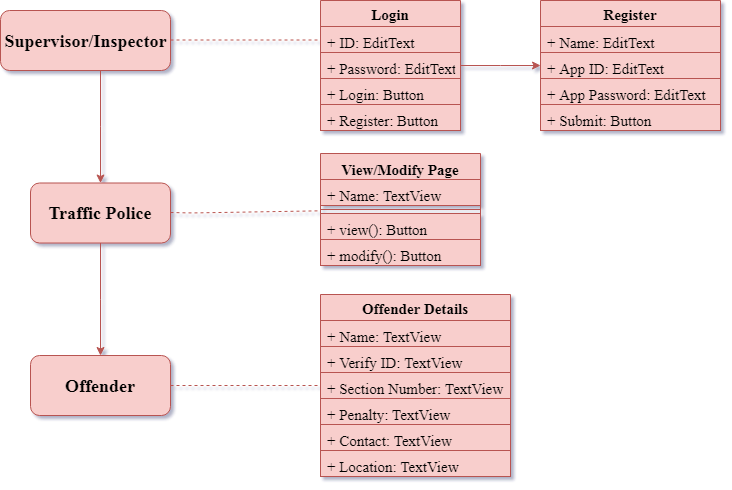 Supervisor/Inspector
Login
+ ID: EditText
+ Password: EditText
+ Login: Button
+ Register: Button
Register
+ Name: EditText
+ App ID: EditText
+ App Password: EditText
+ Submit: Button
Traffic Police
View/Modify Page
+ Name: TextView
+ view(): Button
+ modify(): Button
Offender
Offender Details
+ Name: TextView
+ Verify ID: TextView
+ Section Number: TextView
+ Penalty: TextView
+ Contact: TextView
+ Location: TextView